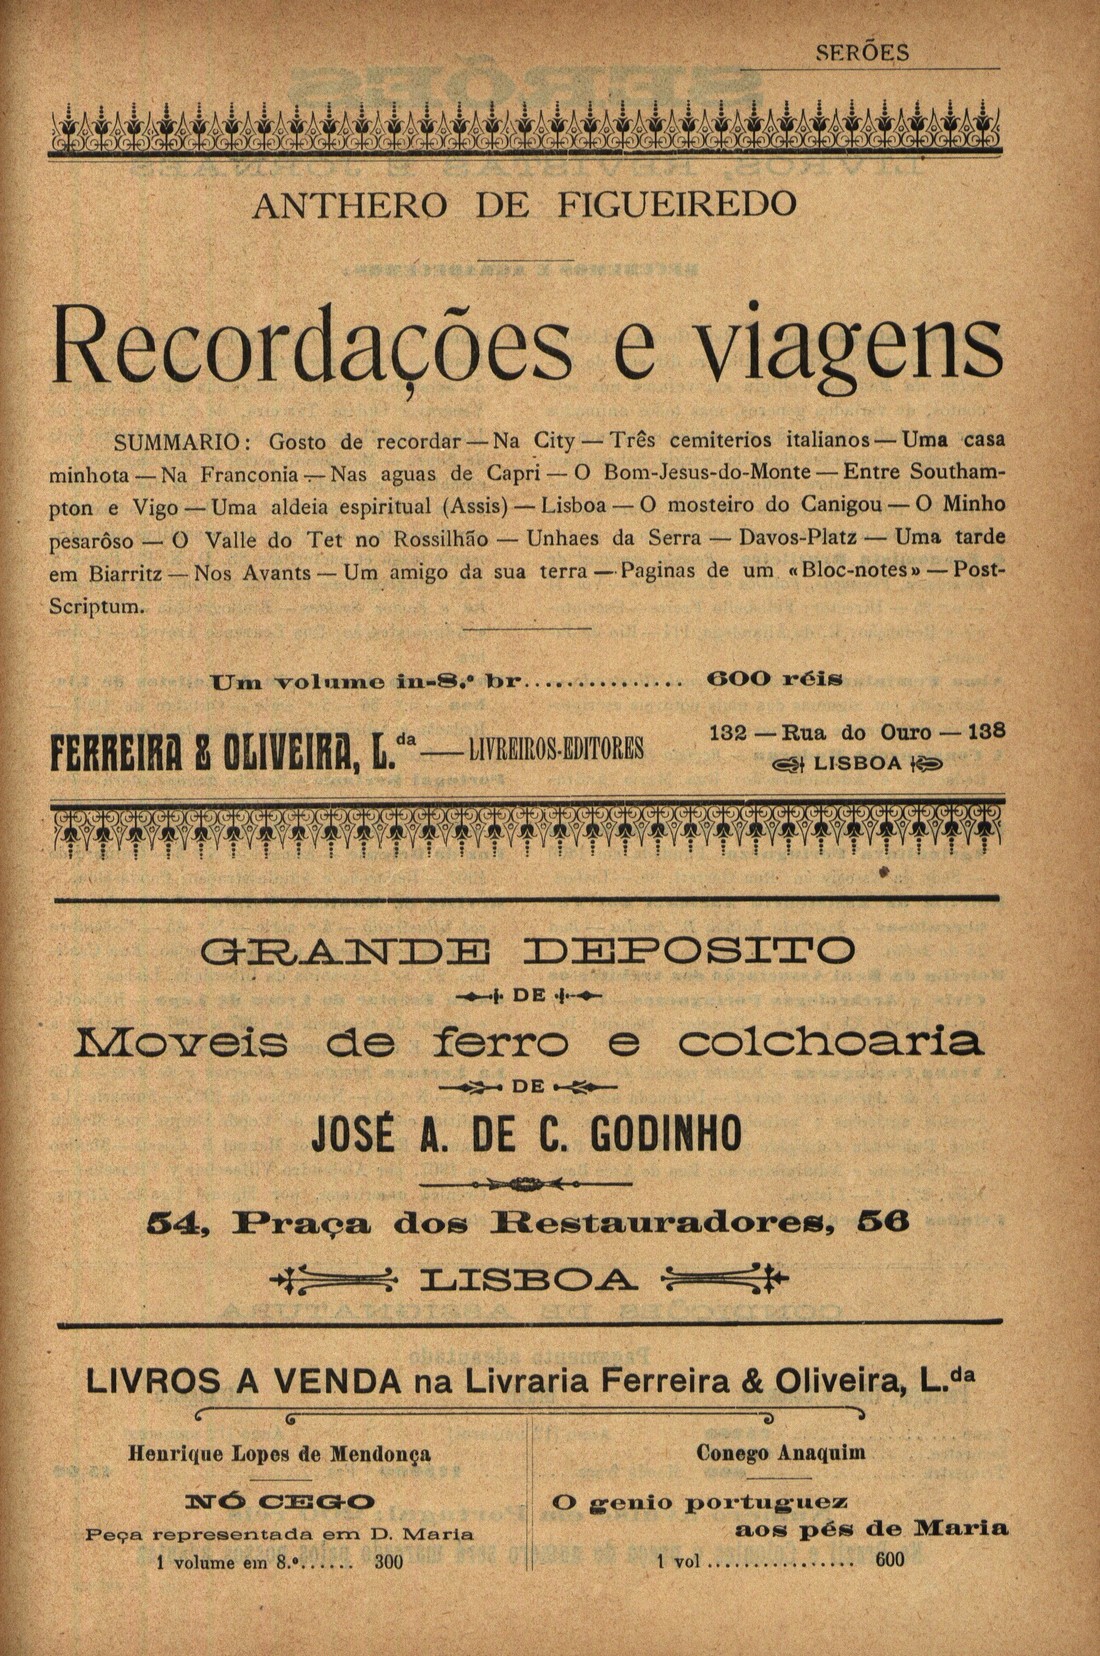 SERÕES
ANTHERO DE FIGUEIREDO
Recordações e viagens
SUMMARIO: Gosto de recordar — Na City — Três cemiterios italianos — Uma casa
minhota — Na Franconia — Nas aguas de Capri — O Bom-Jesus-do-Monte — Entre Southam-
pton e Vigo — Uma aldeia espiritual (Assis) — Lisboa — O mosteiro do Canigou — O Minho
pesarôso — O Valle do Tet no Rossilhão — Unhaes da Serra — Davos-Platz — Uma tarde
em Biarritz — Nos Avants — Um amigo da sua terra — Paginas de um «Bloc-notes» — Post-
Scriptum.
Um volume in-8.º br............... 600 réis
FERREIRA & OLIVEIRA, L.da — LIVREIROS-EDITORES
132 — Rua do Ouro — 138
LISBOA
GRANDE DEPOSITO
DE
Moveis de ferro e colchoaria
DE
JOSÉ A. DE C. GODINHO
54, Praça dos Restauradores, 56
LISBOA
LIVROS A VENDA na Livraria Ferreira & Oliveira, L.da
Henrique Lopes de Mendonça
NÓ CEGO
Peça representada em D. Maria
1 volume em 8.º...... 300
Conego Anaquim
O genio portuguez
aos pés de Maria
1 vol ................ 600